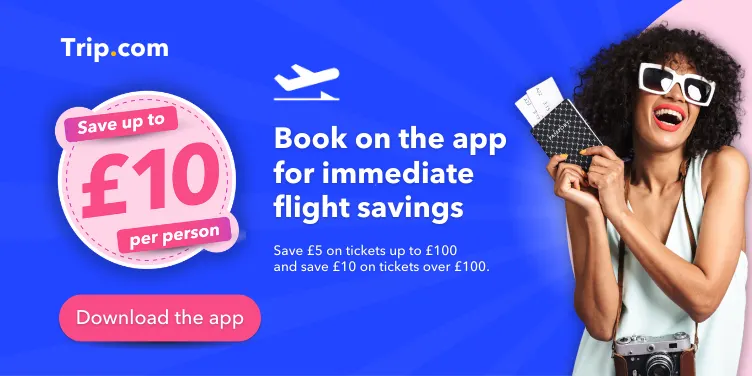 Trip.com
Save up to
£10
per person
Book on the app
for immediate
flight savings
Save £5 on tickets up to £100
and save £10 on tickets over £100.
Download the app